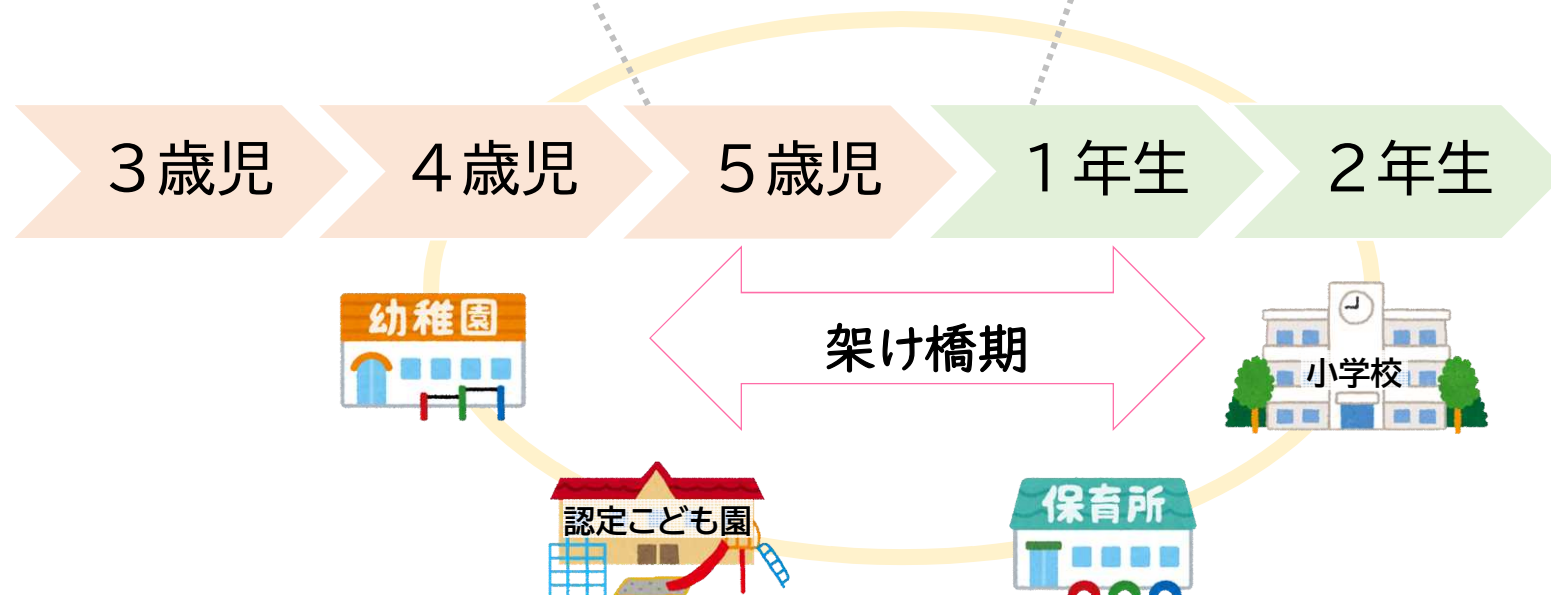 ３歳児
４歳児
５歳児
１年生
２年生
架け橋期
幼稚園
小学校
認定こども園
保育所